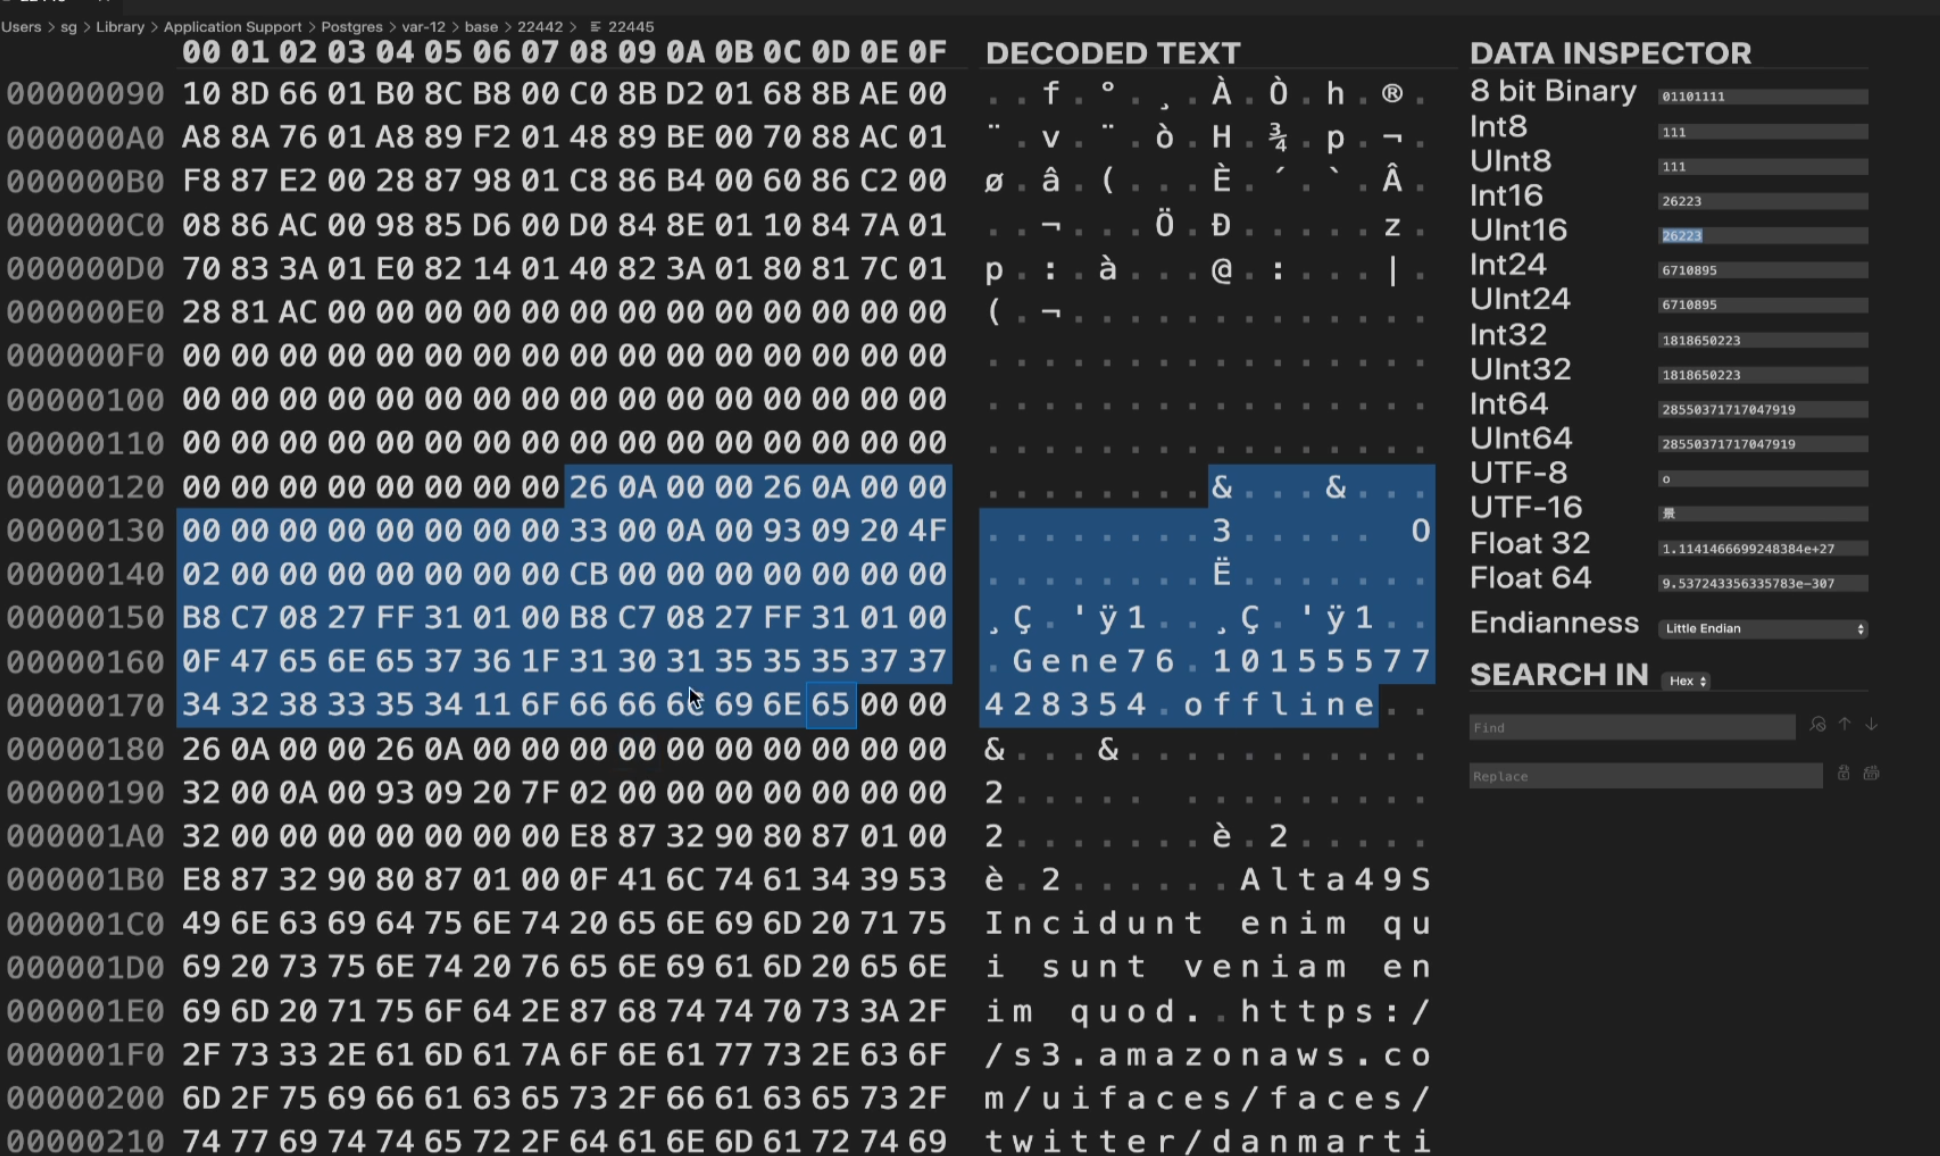 Users > sg > Library > Application Support > Postgres > var-12 > base > 22442 > 22445
00 01 02 03 04 05 06 07 08 09 0A 0B 0C 0D 0E 0F DECODED TEXT DATA INSPECTOR
00000090 10 8D 66 01 B0 8C B8 00 C0 8B D2 01 68 8B AE 00 . . f . ° . ¸ . À . Ò . h . ® .
000000A0 A8 8A 76 01 A8 89 F2 01 48 89 BE 00 70 88 AC 01 ¨ . v . ¨ . ò . H . ¾ . p . ¬ .
000000B0 F8 87 E2 00 28 87 98 01 C8 86 B4 00 60 86 C2 00 ø . â . ( . . . È . ´ . ` . Â .
000000C0 08 86 AC 00 98 85 D6 00 D0 84 8E 01 10 84 7A 01 . . ¬ . . . Ö . Ð . . . . . z .
000000D0 70 83 3A 01 E0 82 14 01 40 82 3A 01 80 81 7C 01 p . : . à . . . @ . : . . . | .
000000E0 28 81 AC 00 00 00 00 00 00 00 00 00 00 00 00 00 ( . ¬ . . . . . . . . . . . . .
000000F0 00 00 00 00 00 00 00 00 00 00 00 00 00 00 00 00 . . . . . . . . . . . . . . . .
00000100 00 00 00 00 00 00 00 00 00 00 00 00 00 00 00 00 . . . . . . . . . . . . . . . .
00000110 00 00 00 00 00 00 00 00 00 00 00 00 00 00 00 00 . . . . . . . . . . . . . . . .
00000120 00 00 00 00 00 00 00 00 26 0A 00 00 26 0A 00 00 . . . . . . . . & . . . & . . .
00000130 00 00 00 00 00 00 00 00 33 00 0A 00 93 09 20 4F . . . . . . . . 3 . . . . . O
00000140 02 00 00 00 00 00 00 00 CB 00 00 00 00 00 00 00 . . . . . . . . Ë . . . . . . .
00000150 B8 C7 08 27 FF 31 01 00 B8 C7 08 27 FF 31 01 00 ¸ Ç . ' ÿ 1 . . ¸ Ç . ' ÿ 1 . .
00000160 0F 47 65 6E 65 37 36 1F 31 30 31 35 35 35 37 37 . G e n e 7 6 . 1 0 1 5 5 5 7 7
00000170 34 32 38 33 35 34 11 6F 66 66 6C 69 6E 65 00 00 4 2 8 3 5 4 . o f f l i n e . .
00000180 26 0A 00 00 26 0A 00 00 00 00 00 00 00 00 00 00 & . . . & . . . . . . . . . . .
00000190 32 00 0A 00 93 09 20 7F 02 00 00 00 00 00 00 00 2 . . . . . . . . . . . . . .
000001A0 32 00 00 00 00 00 00 00 E8 87 32 90 80 87 01 00 2 . . . . . . . è . 2 . . . . .
000001B0 E8 87 32 90 80 87 01 00 0F 41 6C 74 61 34 39 53 è . 2 . . . . . . A l t a 4 9 S
000001C0 49 6E 63 69 64 75 6E 74 20 65 6E 69 6D 20 71 75 I n c i d u n t   e n i m   q u
000001D0 69 20 73 75 6E 74 20 76 65 6E 69 61 6D 20 65 6E i   s u n t   v e n i a m   e n
000001E0 69 6D 20 71 75 6F 64 2E 87 68 74 74 70 73 3A 2F i m   q u o d . . h t t p s : /
000001F0 2F 73 33 2E 61 6D 61 7A 6F 6E 61 77 73 2E 63 6F / s 3 . a m a z o n a w s . c o
00000200 6D 2F 75 69 66 61 63 65 73 2F 66 61 63 65 73 2F m / u i f a c e s / f a c e s /
00000210 74 77 69 74 74 65 72 2F 64 61 6E 6D 61 72 74 69 t w i t t e r / d a n m a r t i
8 bit Binary 01101111
Int8 111
UInt8 111
Int16 26223
UInt16 26223
Int24 6710895
UInt24 6710895
Int32 1818650223
UInt32 1818650223
Int64 28550371717047919
UInt64 28550371717047919
UTF-8 o
UTF-16 景
Float 32 1.1141466699248384e+27
Float 64 9.537243356335783e-307
Endianness Little Endian
SEARCH IN Hex
Find
Replace